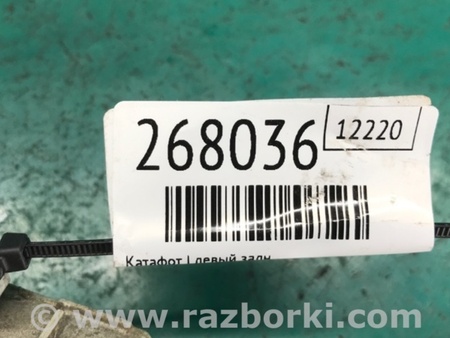 268036 12220
Катафот | левый задн
© - www.razborki.com -